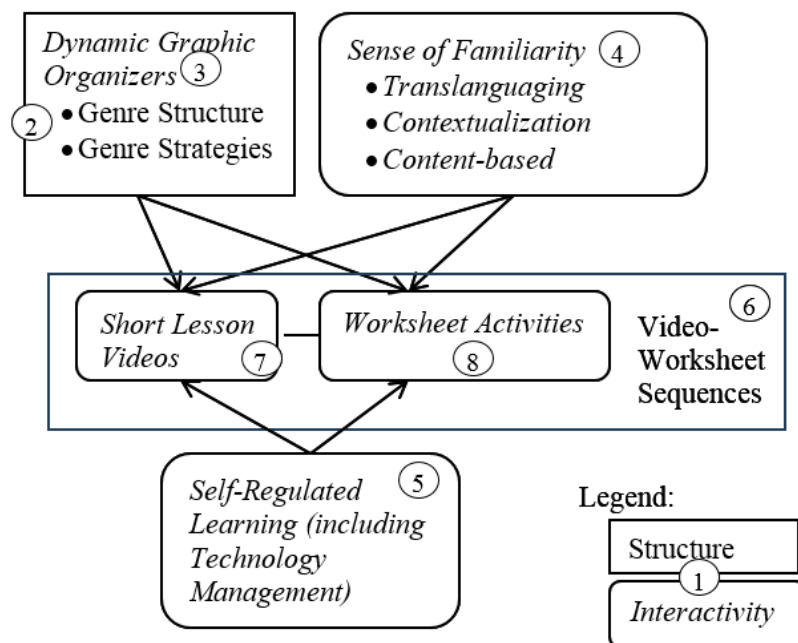 Dynamic Graphic
Organizers 3
2
• Genre Structure
• Genre Strategies
Sense of Familiarity 4
• Translanguaging
• Contextualization
• Content-based
Short Lesson
Videos 7
Worksheet Activities
8
6
Video-
Worksheet
Sequences
Self-Regulated 5
Learning (including
Technology
Management)
Legend:
Structure
1
Interactivity